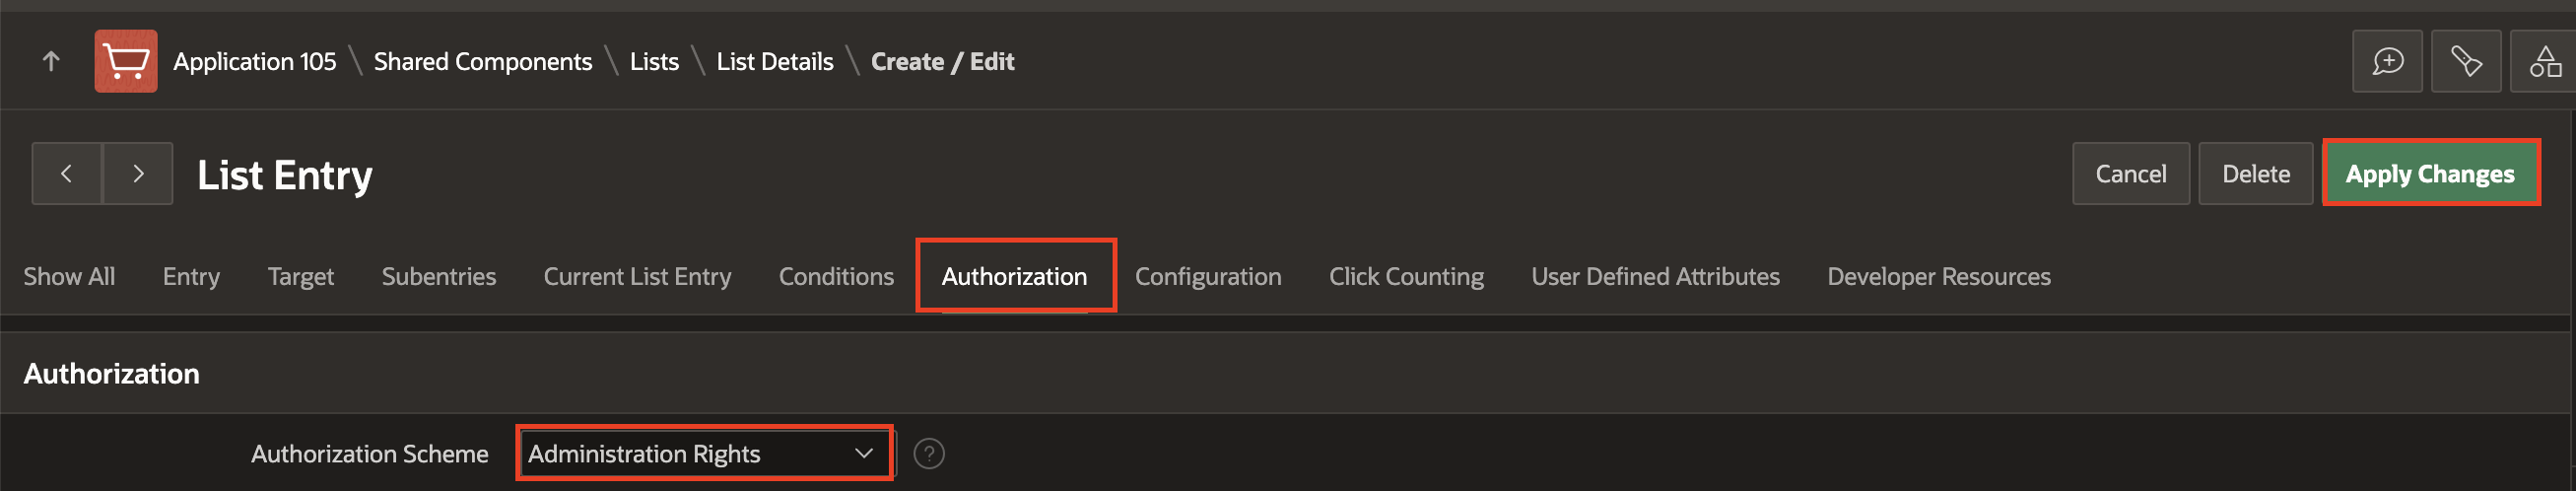 Application 105 \ Shared Components \ Lists \ List Details \ Create / Edit
List Entry
Cancel
Delete
Apply Changes
Show All Entry Target Subentries Current List Entry Conditions Authorization Configuration Click Counting User Defined Attributes Developer Resources
Authorization
Authorization Scheme Administration Rights ?